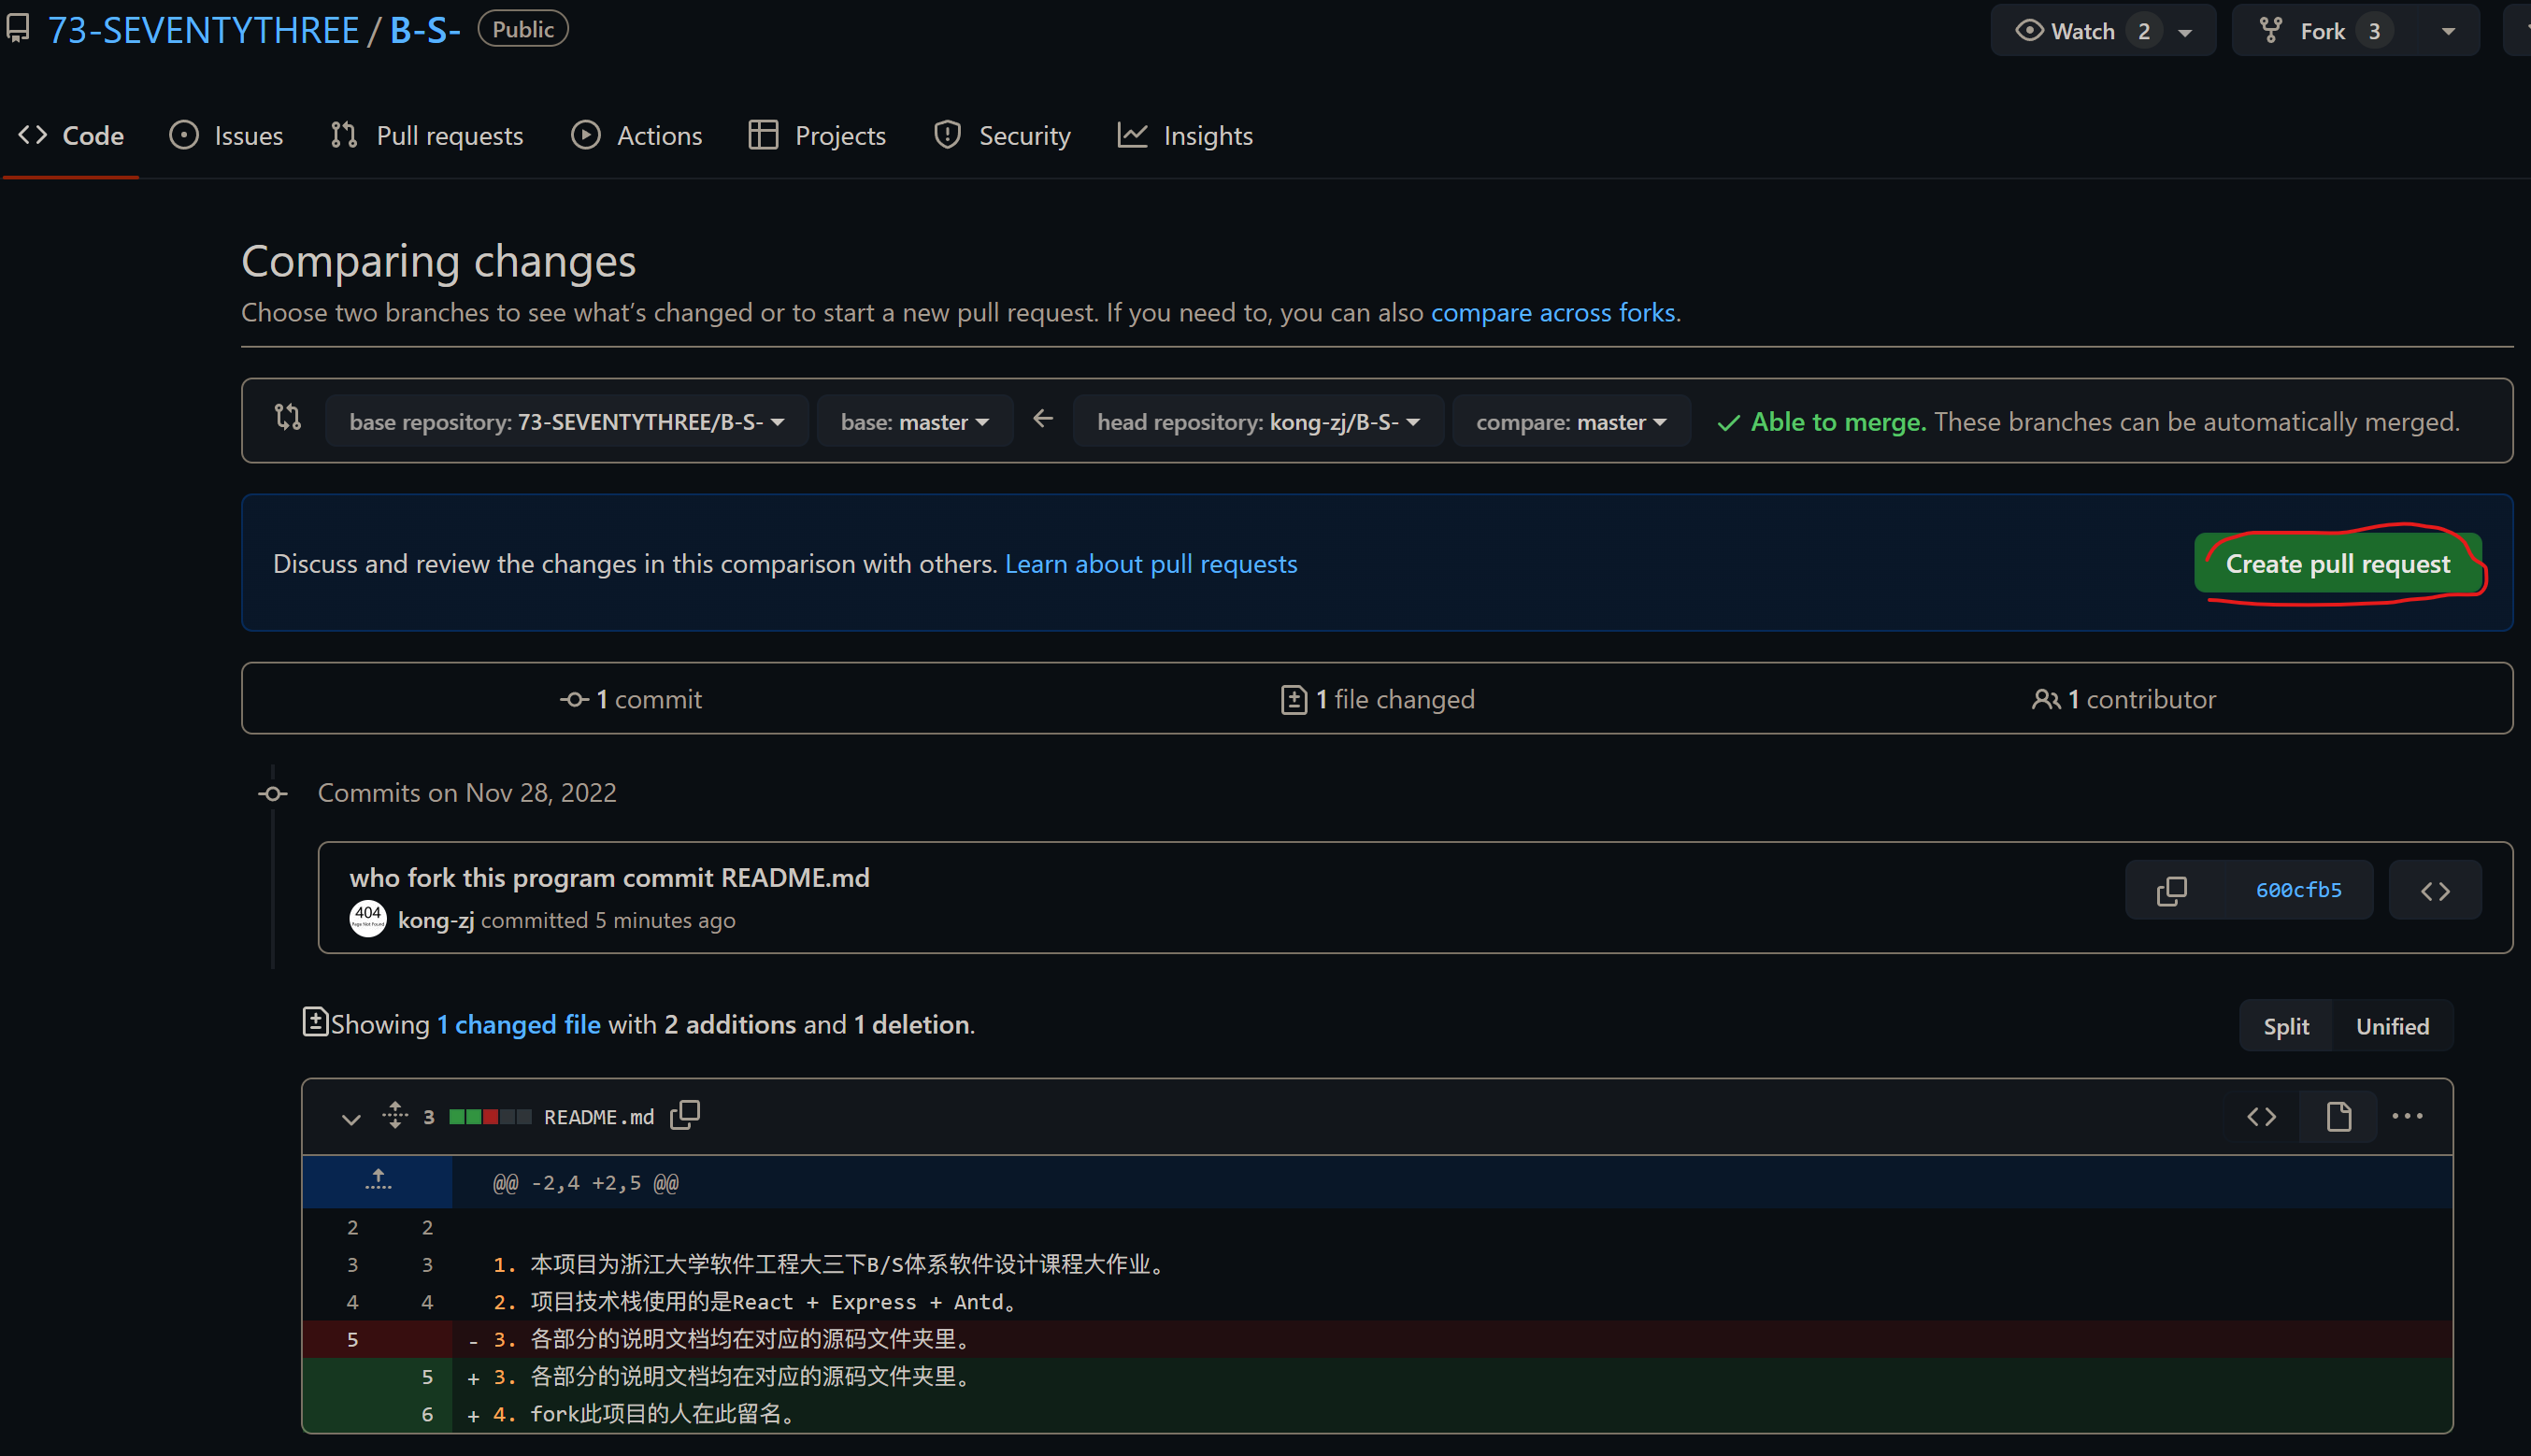 73-SEVENTYTHREE / B-S- Public Watch 2 Fork 3
Code Issues Pull requests Actions Projects Security Insights
Comparing changes
Choose two branches to see what’s changed or to start a new pull request. If you need to, you can also compare across forks.
base repository: 73-SEVENTYTHREE/B-S- base: master head repository: kong-zj/B-S- compare: master Able to merge. These branches can be automatically merged.
Discuss and review the changes in this comparison with others. Learn about pull requests Create pull request
1 commit 1 file changed 1 contributor
Commits on Nov 28, 2022
who fork this program commit README.md
600cfb5
404
Page Not Found
kong-zj committed 5 minutes ago
Showing 1 changed file with 2 additions and 1 deletion.
Split Unified
3 README.md
@@ -2,4 +2,5 @@
2 2
3 3 1. 本项目为浙江大学软件工程大三下B/S体系软件设计课程大作业。
4 4 2. 项目技术栈使用的是React + Express + Antd。
5 - 3. 各部分的说明文档均在对应的源码文件夹里。
5 + 3. 各部分的说明文档均在对应的源码文件夹里。
6 + 4. fork此项目的人在此留名。